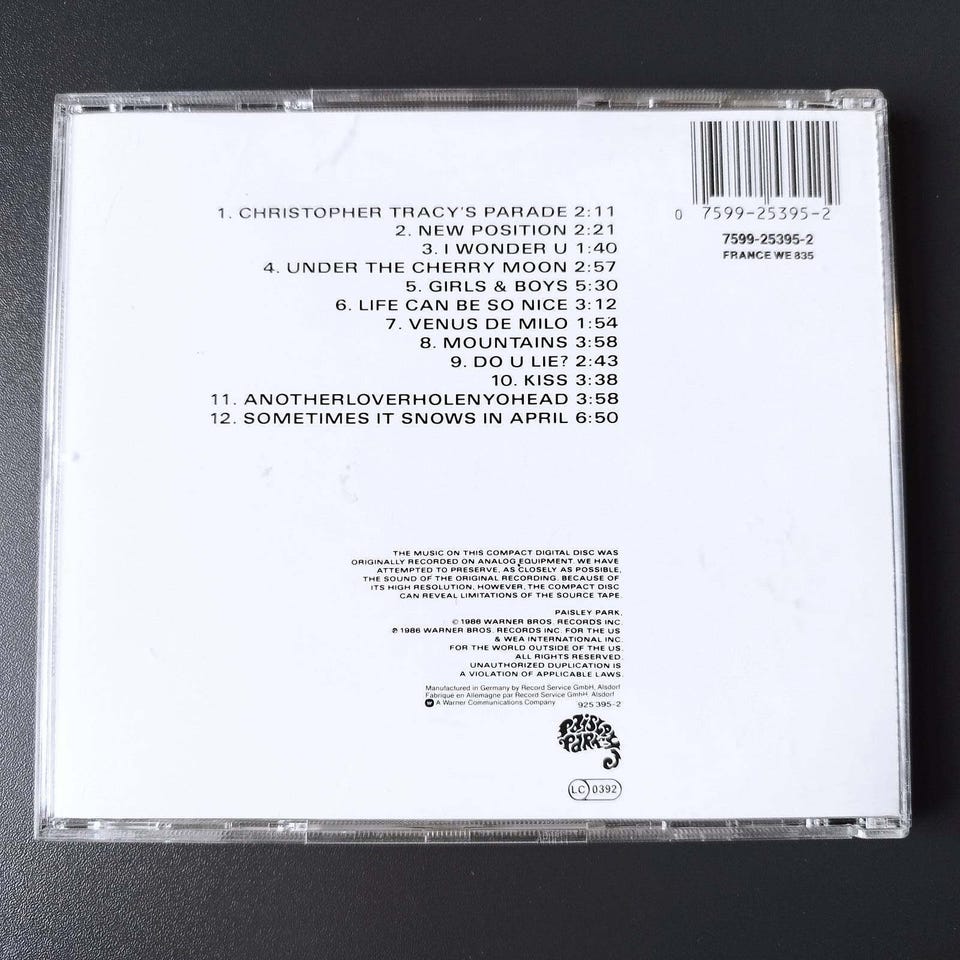 1. CHRISTOPHER TRACY'S PARADE 2:11
2. NEW POSITION 2:21
3. I WONDER U 1:40
4. UNDER THE CHERRY MOON 2:57
5. GIRLS & BOYS 5:30
6. LIFE CAN BE SO NICE 3:12
7. VENUS DE MILO 1:54
8. MOUNTAINS 3:58
9. DO U LIE? 2:43
10. KISS 3:38
11. ANOTHERLOVERHOLENYOHEAD 3:58
12. SOMETIMES IT SNOWS IN APRIL 6:50
0 7599-25395-2
7599-25395-2
FRANCE WE 835
THE MUSIC ON THIS COMPACT DIGITAL DISC WAS
ORIGINALLY RECORDED ON ANALOG EQUIPMENT. WE HAVE
ATTEMPTED TO PRESERVE, AS CLOSELY AS POSSIBLE,
THE SOUND OF THE ORIGINAL RECORDING. BECAUSE OF
ITS HIGH RESOLUTION, HOWEVER, THE COMPACT DISC
CAN REVEAL LIMITATIONS OF THE SOURCE TAPE.
PAISLEY PARK.
© 1986 WARNER BROS. RECORDS INC.
℗ 1986 WARNER BROS. RECORDS INC. FOR THE US
& WEA INTERNATIONAL INC.
FOR THE WORLD OUTSIDE OF THE US.
ALL RIGHTS RESERVED.
UNAUTHORIZED DUPLICATION IS
A VIOLATION OF APPLICABLE LAWS.
Manufactured in Germany by Record Service GmbH, Alsdorf
Fabriqué en Allemagne par Record Service GmbH, Alsdorf
A Warner Communications Company 925 395-2
PAISLEY
PARK
LC 0392